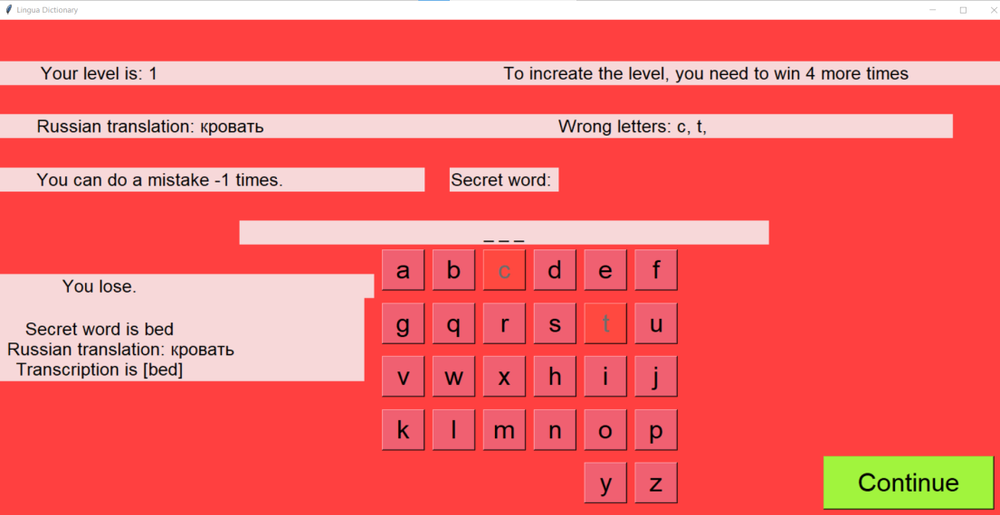 Lingua Dictionary
Your level is: 1 To increate the level, you need to win 4 more times
Russian translation: кровать Wrong letters: c, t,
You can do a mistake -1 times. Secret word:
_ _ _
a b c d e f
You lose.
g q r s t u
Secret word is bed
Russian translation: кровать
Transcription is [bed]
v w x h i j
k l m n o p
y z
Continue